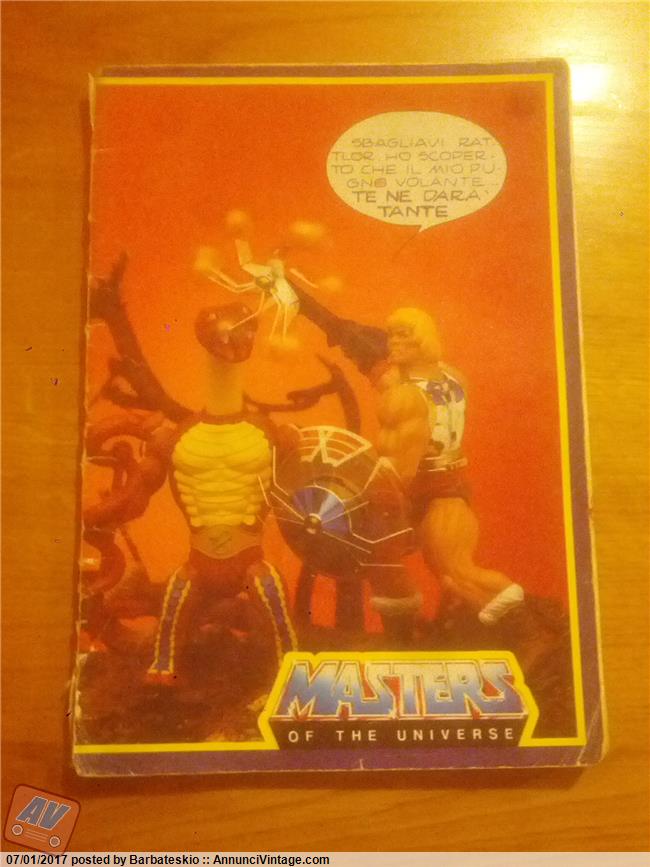 SBAGLIAVI RAT-
TLOR. HO SCOPER-
TO CHE IL MIO PU-
GNO VOLANTE...
TE NE DARA'
TANTE
MASTERS
OF THE UNIVERSE
AV
07/01/2017 posted by Barbateskio :: AnnunciVintage.com